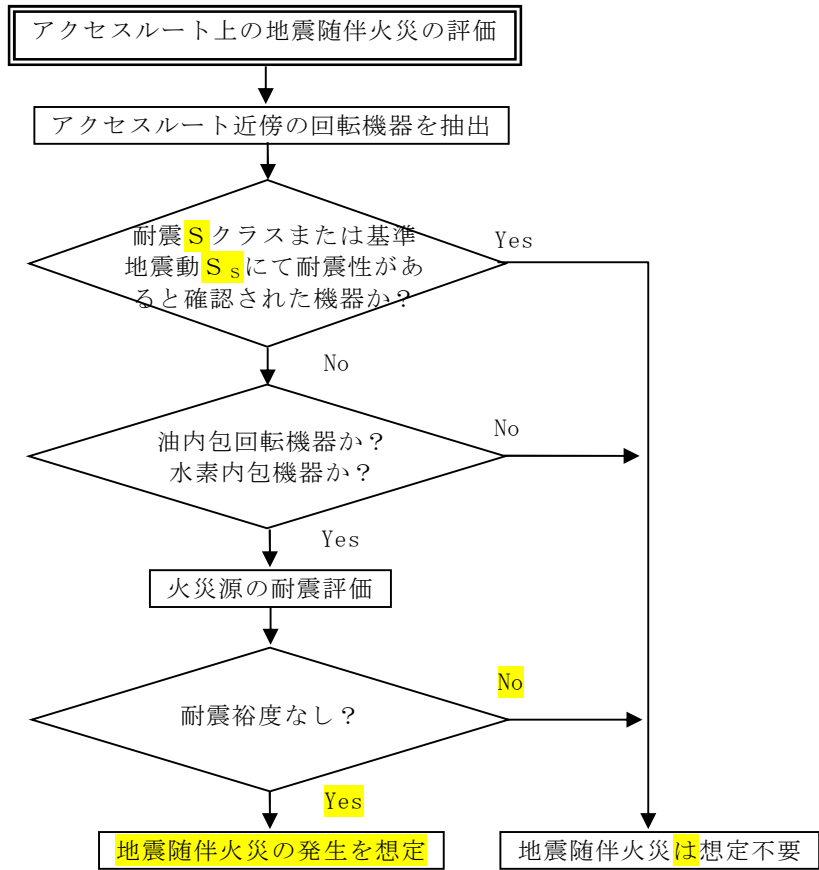 アクセスルート上の地震随伴火災の評価
アクセスルート近傍の回転機器を抽出
耐震Ｓクラスまたは基準
地震動Ｓｓにて耐震性があ
ると確認された機器か？
Yes
No
油内包回転機器か？
水素内包機器か？
No
Yes
火災源の耐震評価
耐震裕度なし？
No
Yes
地震随伴火災の発生を想定
地震随伴火災は想定不要